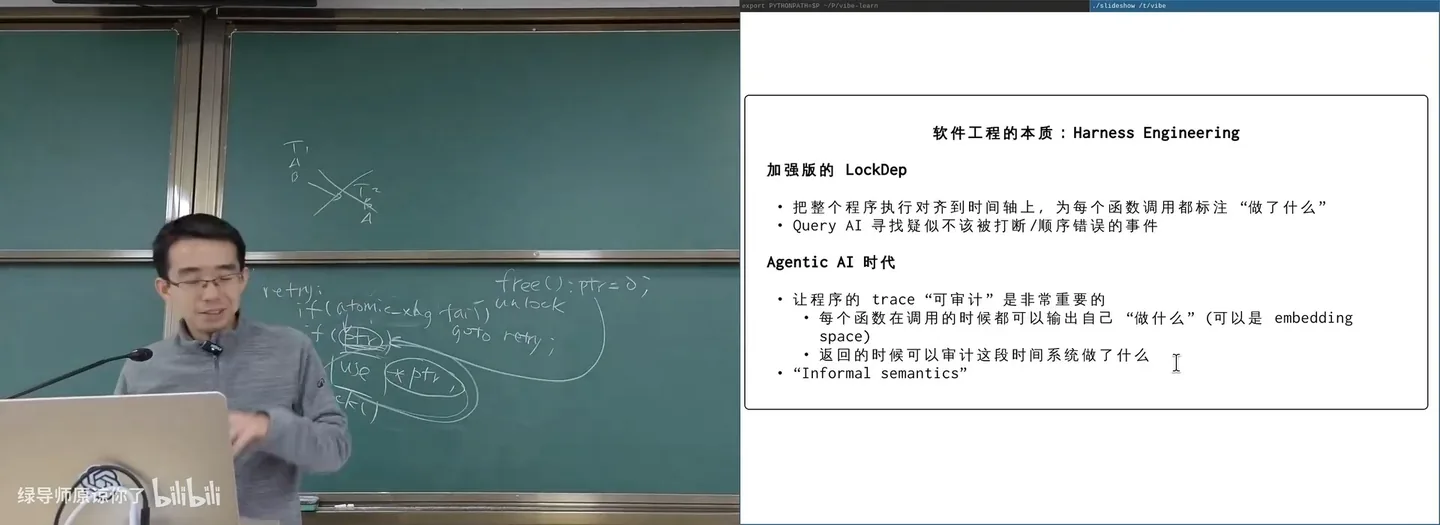 T1
A
B
T2
B
A
retry:
if (atomic_xchg fail)
goto retry;
if (ptr)
use *ptr,
ck()
free(): ptr=0;
unlock
绿导师原谅你了 bilibili
export PYTHONPATH=$P ~/P/vibe-learn
./slideshow /t/vibe
软件工程的本质：Harness Engineering
加强版的 LockDep
• 把整个程序执行对齐到时间轴上，为每个函数调用都标注 “做了什么”
• Query AI 寻找疑似不该被打断/顺序错误的事件
Agentic AI 时代
• 让程序的 trace “可审计” 是非常重要的
• 每个函数在调用的时候都可以输出自己 “做什么” (可以是 embedding
space)
• 返回的时候可以审计这段时间系统做了什么
• “Informal semantics”